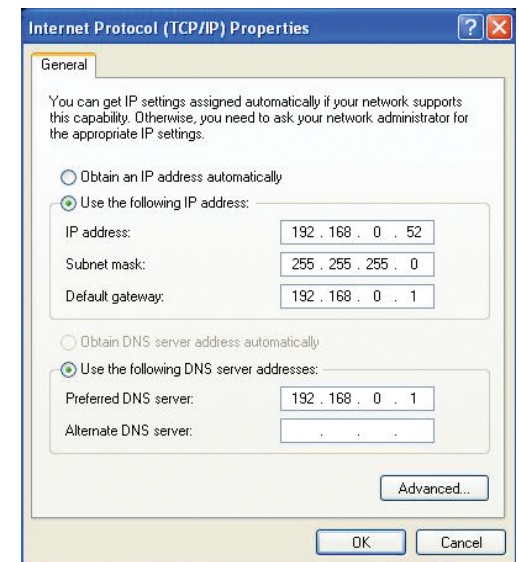 Internet Protocol (TCP/IP) Properties
General
You can get IP settings assigned automatically if your network supports
this capability. Otherwise, you need to ask your network administrator for
the appropriate IP settings.
Obtain an IP address automatically
Use the following IP address:
IP address: 192 . 168 . 0 . 52
Subnet mask: 255 . 255 . 255 . 0
Default gateway: 192 . 168 . 0 . 1
Obtain DNS server address automatically
Use the following DNS server addresses:
Preferred DNS server: 192 . 168 . 0 . 1
Alternate DNS server: . . .
Advanced...
OK Cancel